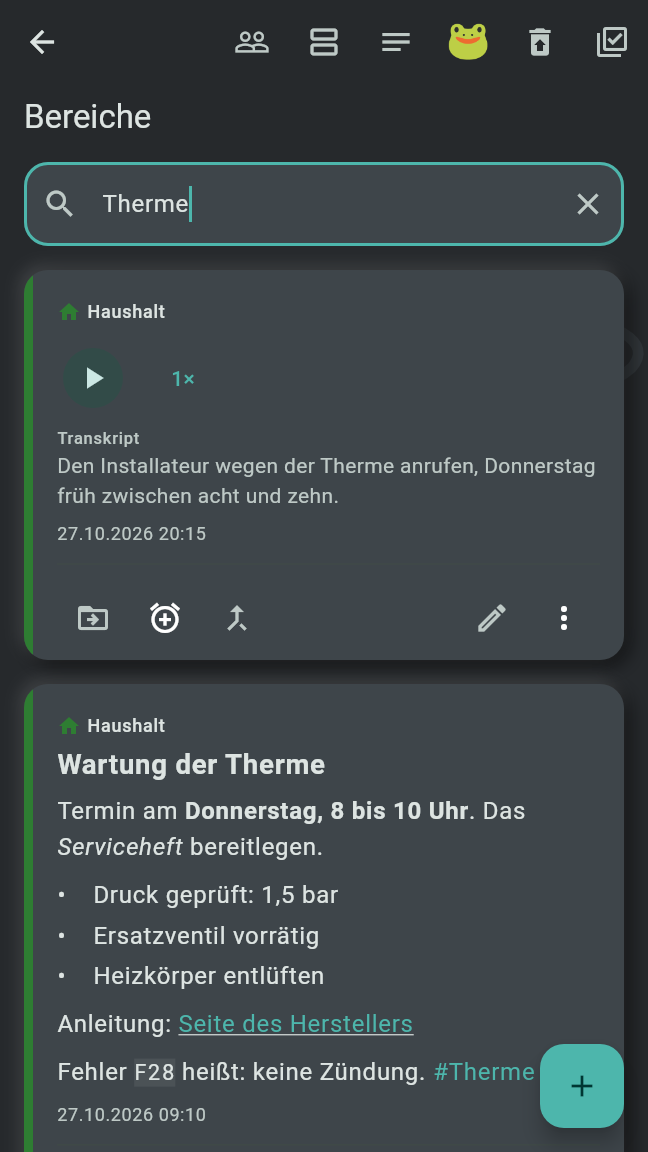 Bereiche
Therme
Haushalt
1×
Transkript
Den Installateur wegen der Therme anrufen, Donnerstag
früh zwischen acht und zehn.
27.10.2026 20:15
Haushalt
Wartung der Therme
Termin am Donnerstag, 8 bis 10 Uhr. Das
Serviceheft bereitlegen.
• Druck geprüft: 1,5 bar
• Ersatzventil vorrätig
• Heizkörper entlüften
Anleitung: Seite des Herstellers
Fehler F28 heißt: keine Zündung. #Therme
27.10.2026 09:10